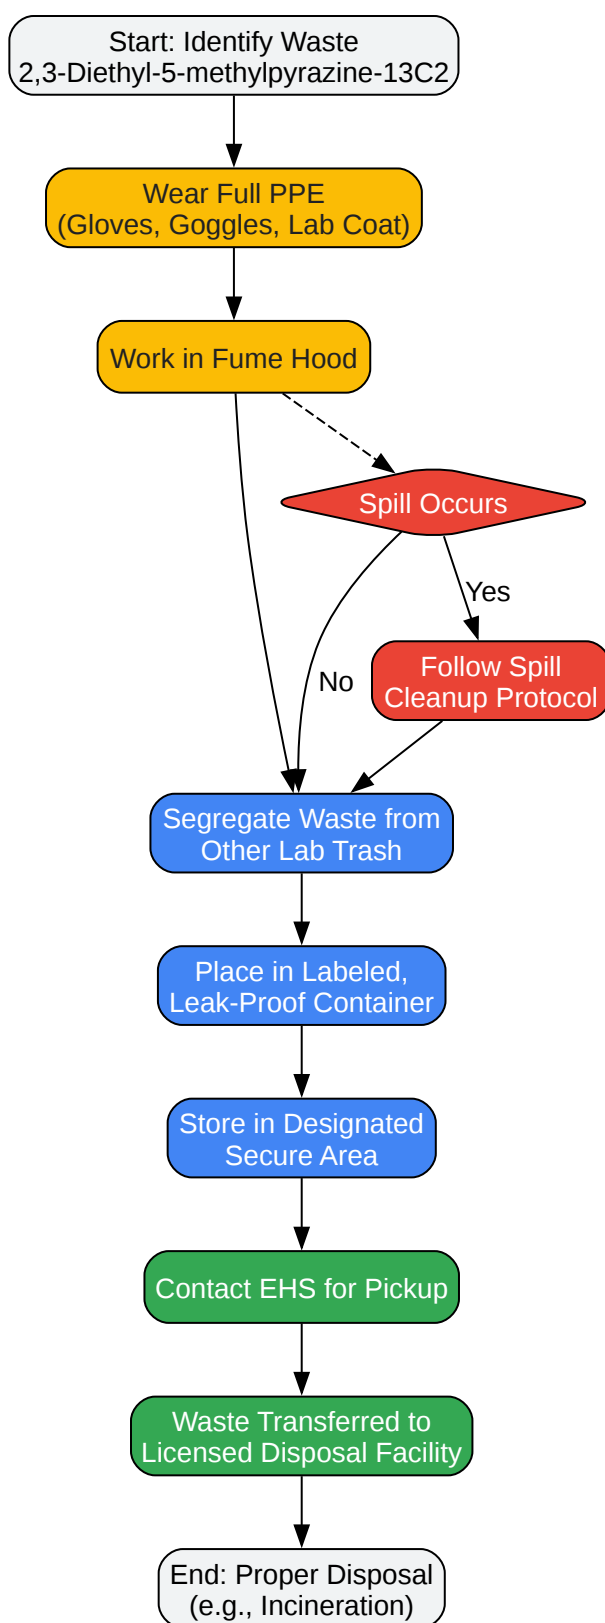 Start: Identify Waste
2,3-Diethyl-5-methylpyrazine-13C2
Wear Full PPE
(Gloves, Goggles, Lab Coat)
Work in Fume Hood
Spill Occurs
Yes
Follow Spill
Cleanup Protocol
No
Segregate Waste from
Other Lab Trash
Place in Labeled,
Leak-Proof Container
Store in Designated
Secure Area
Contact EHS for Pickup
Waste Transferred to
Licensed Disposal Facility
End: Proper Disposal
(e.g., Incineration)